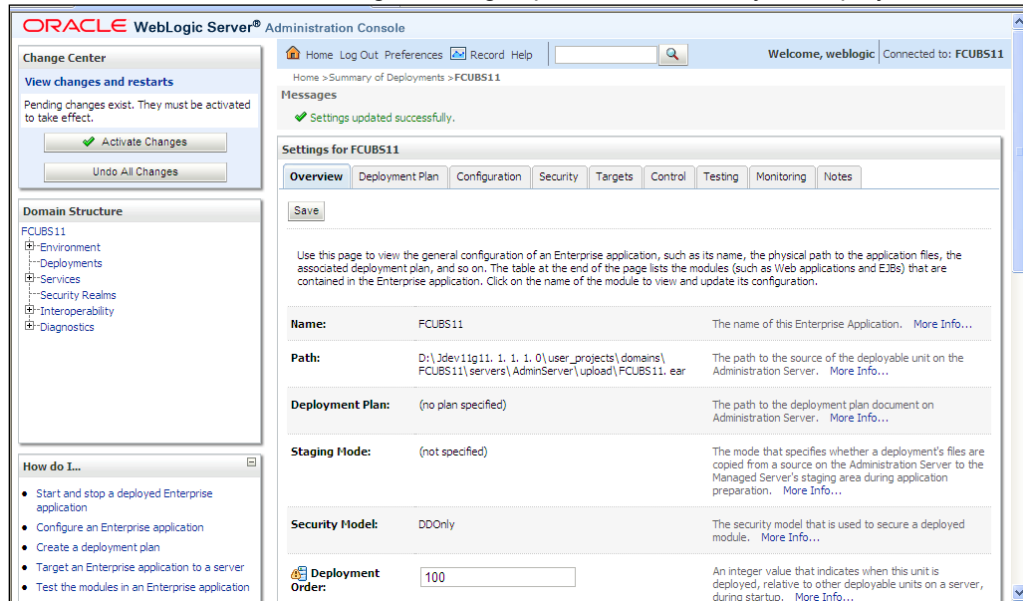 ORACLE WebLogic Server® Administration Console
Change Center
View changes and restarts
Pending changes exist. They must be activated
to take effect.
Activate Changes
Undo All Changes
Domain Structure
FCUBS11
Environment
Deployments
Services
Security Realms
Interoperability
Diagnostics
How do I...
Start and stop a deployed Enterprise
application
Configure an Enterprise application
Create a deployment plan
Target an Enterprise application to a server
Test the modules in an Enterprise application
Home Log Out Preferences Record Help
Welcome, weblogic Connected to: FCUBS11
Home >Summary of Deployments >FCUBS11
Messages
Settings updated successfully.
Settings for FCUBS11
Overview Deployment Plan Configuration Security Targets Control Testing Monitoring Notes
Save
Use this page to view the general configuration of an Enterprise application, such as its name, the physical path to the application files, the
associated deployment plan, and so on. The table at the end of the page lists the modules (such as Web applications and EJBs) that are
contained in the Enterprise application. Click on the name of the module to view and update its configuration.
Name: FCUBS11 The name of this Enterprise Application. More Info...
Path: D:\Jdev11g11. 1. 1. 1. 0\user_projects\domains\
FCUBS11\servers\AdminServer\upload\FCUBS11. ear
The path to the source of the deployable unit on the
Administration Server. More Info...
Deployment Plan: (no plan specified)
The path to the deployment plan document on
Administration Server. More Info...
Staging Mode: (not specified)
The mode that specifies whether a deployment's files are
copied from a source on the Administration Server to the
Managed Server's staging area during application
preparation. More Info...
Security Model: DDOnly
The security model that is used to secure a deployed
module. More Info...
Deployment
Order:
100
An integer value that indicates when this unit is
deployed, relative to other deployable units on a server,
during startup. More Info...